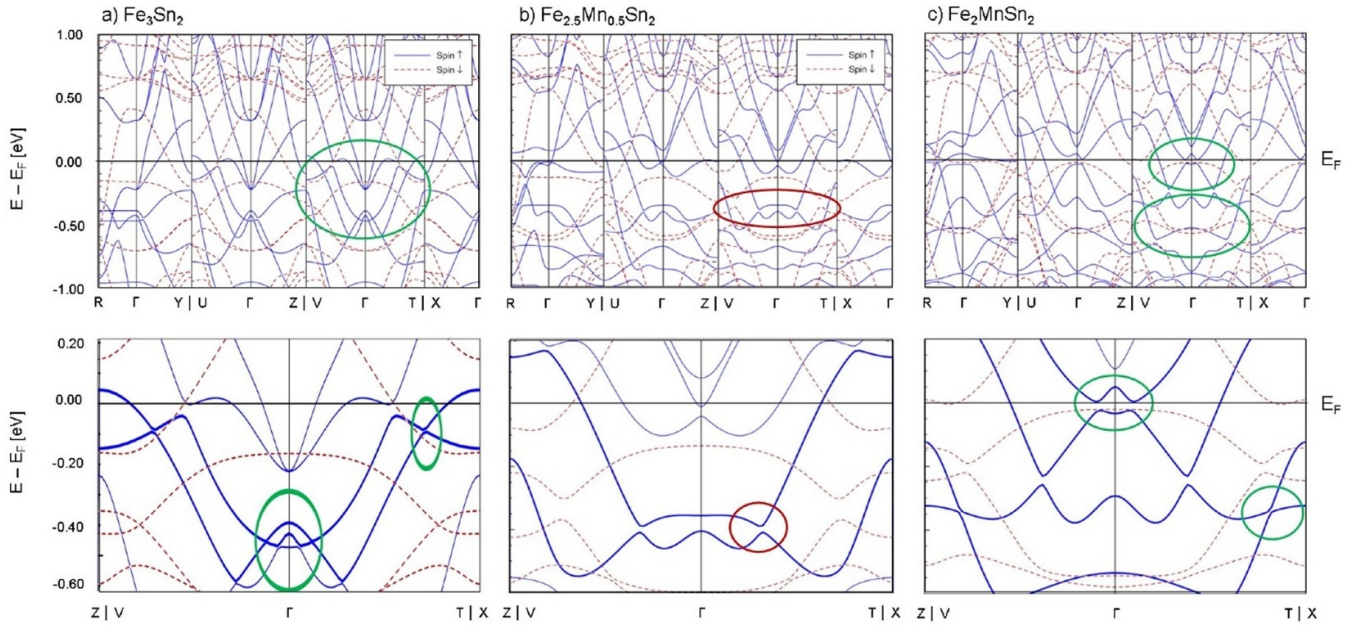 a) Fe3Sn2
b) Fe2.5Mn0.5Sn2
c) Fe2MnSn2
1.00
0.50
0.00
-0.50
-1.00
E − EF [eV]
Spin ↑
Spin ↓
Spin ↑
Spin ↓
EF
R Γ Y | U Γ Z | V Γ T | X Γ
R Γ Y | U Γ Z | V Γ T | X Γ
R Γ Y | U Γ Z | V Γ T | X Γ
0.20
0.00
-0.20
-0.40
-0.60
E − EF [eV]
EF
Z | V Γ T | X
Z | V Γ T | X
Z | V Γ T | X